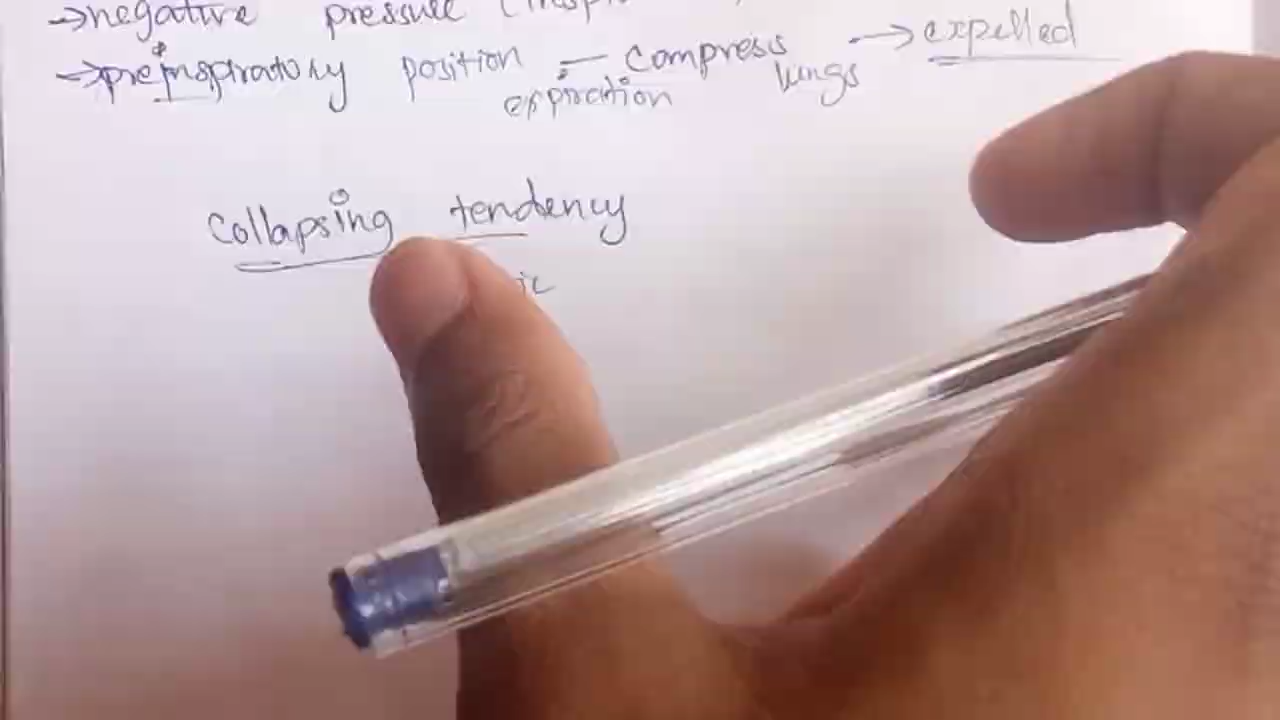 →negative pressure
→preinspiratory position — compress → expelled
expiration lungs
Collapsing tendency